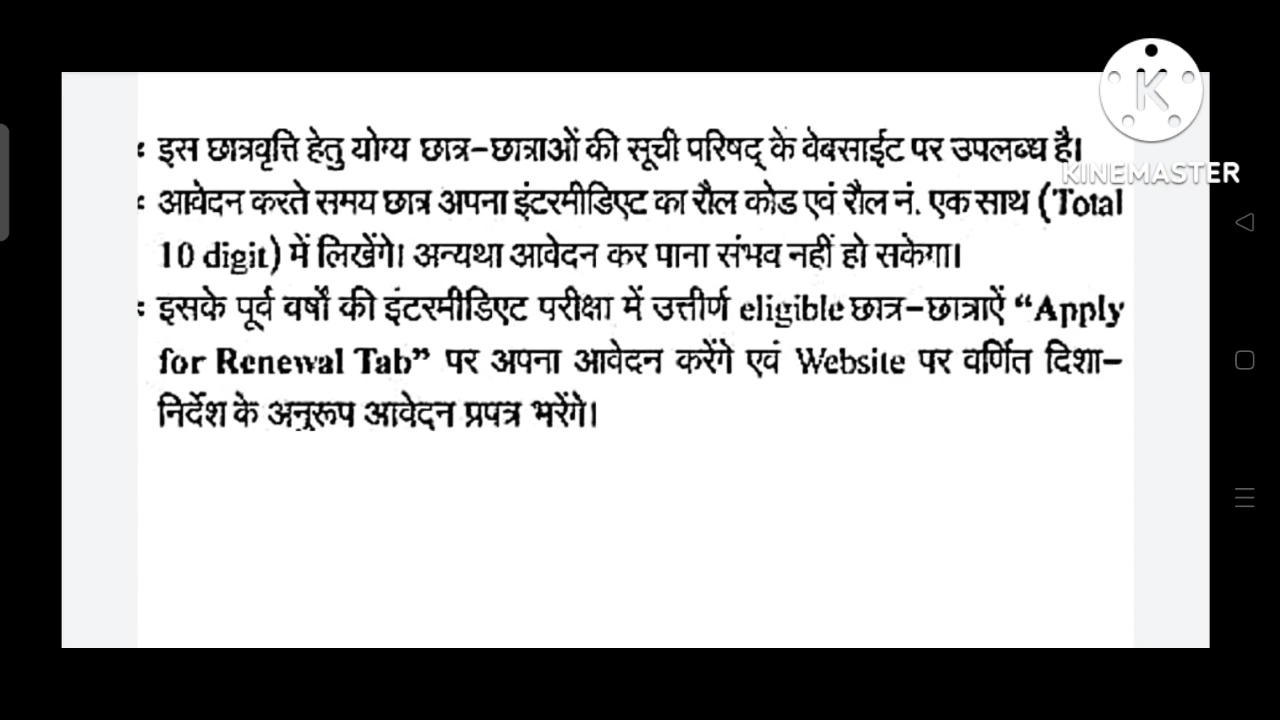 इस छात्रवृत्ति हेतु योग्य छात्र-छात्राओं की सूची परिषद् के वेबसाईट पर उपलब्ध है।
KINEMASTER
आवेदन करते समय छात्र अपना इंटरमीडिएट का रौल कोड एवं रौल नं. एक साथ (Total
10 digit) में लिखेंगे। अन्यथा आवेदन कर पाना संभव नहीं हो सकेगा।
इसके पूर्व वर्षों की इंटरमीडिएट परीक्षा में उत्तीर्ण eligible छात्र-छात्राऐं “Apply
for Renewal Tab” पर अपना आवेदन करेंगे एवं Website पर वर्णित दिशा-
निर्देश के अनुरूप आवेदन प्रपत्र भरेंगे।